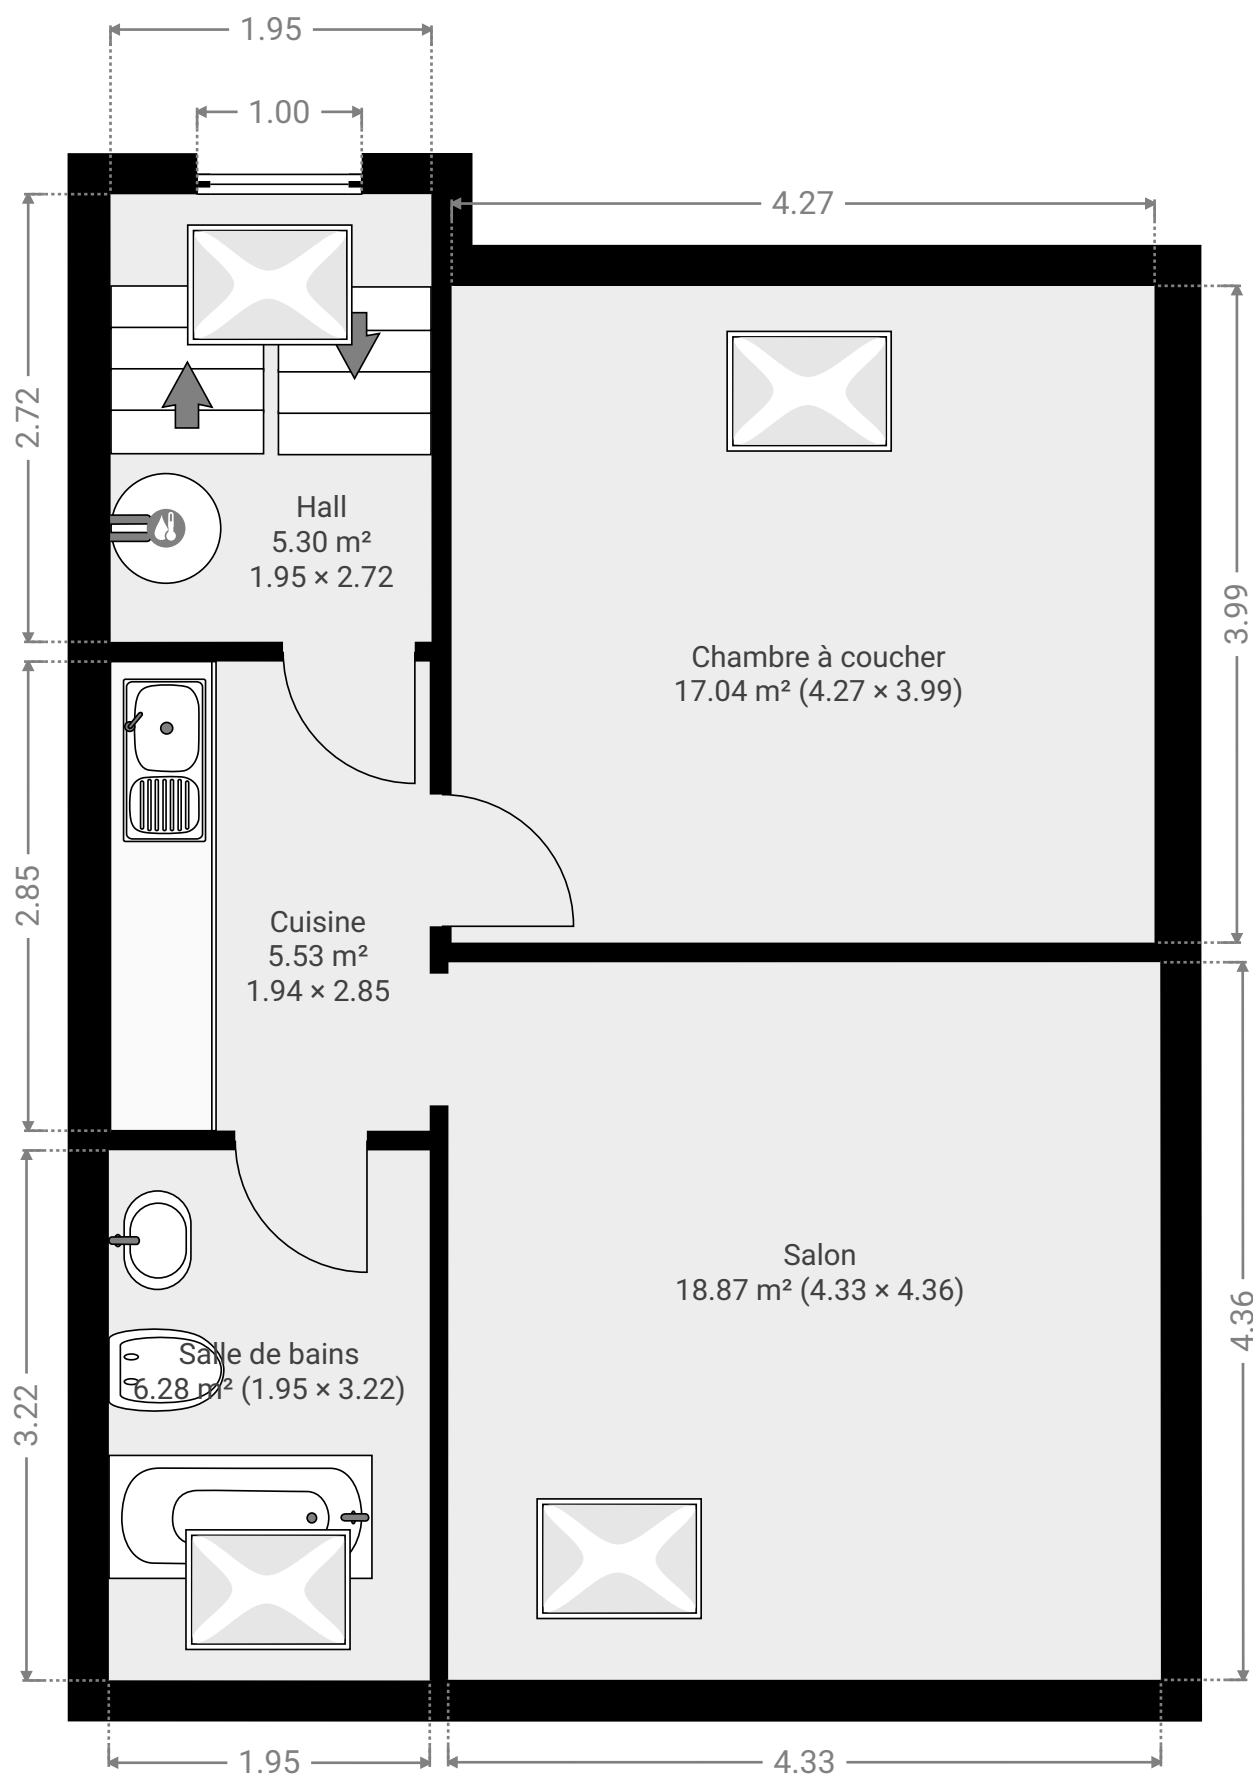 1.95
1.00
4.27
2.72
Hall
5.30 m²
1.95 × 2.72
3.99
Chambre à coucher
17.04 m² (4.27 × 3.99)
2.85
Cuisine
5.53 m²
1.94 × 2.85
Salon
18.87 m² (4.33 × 4.36)
4.36
Salle de bains
6.28 m² (1.95 × 3.22)
3.22
1.95
4.33